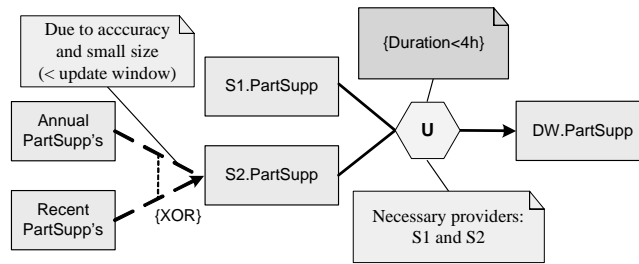 Due to acccuracy
and small size
(< update window)
{Duration<4h}
S1.PartSupp
Annual
PartSupp's
U
DW.PartSupp
S2.PartSupp
Recent
PartSupp's
{XOR}
Necessary providers:
S1 and S2